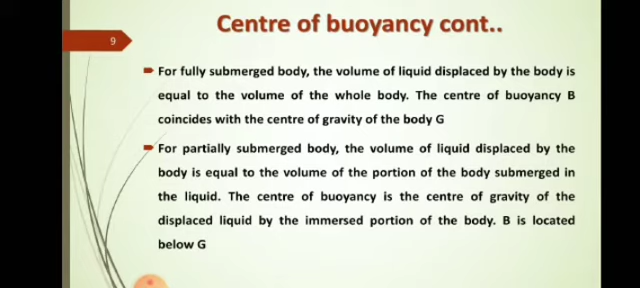 Centre of buoyancy cont..
9
For fully submerged body, the volume of liquid displaced by the body is
equal to the volume of the whole body. The centre of buoyancy B
coincides with the centre of gravity of the body G
For partially submerged body, the volume of liquid displaced by the
body is equal to the volume of the portion of the body submerged in
the liquid. The centre of buoyancy is the centre of gravity of the
displaced liquid by the immersed portion of the body. B is located
below G